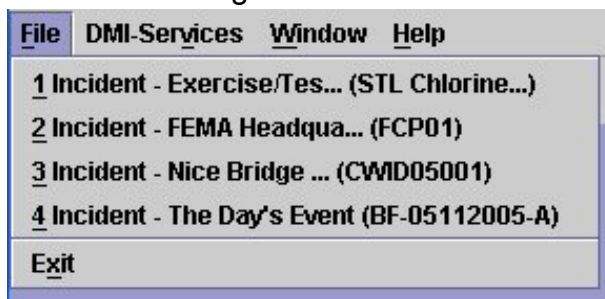 File DMI-Services Window Help
1 Incident - Exercise/Tes... (STL Chlorine...)
2 Incident - FEMA Headqua... (FCP01)
3 Incident - Nice Bridge ... (CWID05001)
4 Incident - The Day's Event (BF-05112005-A)
Exit